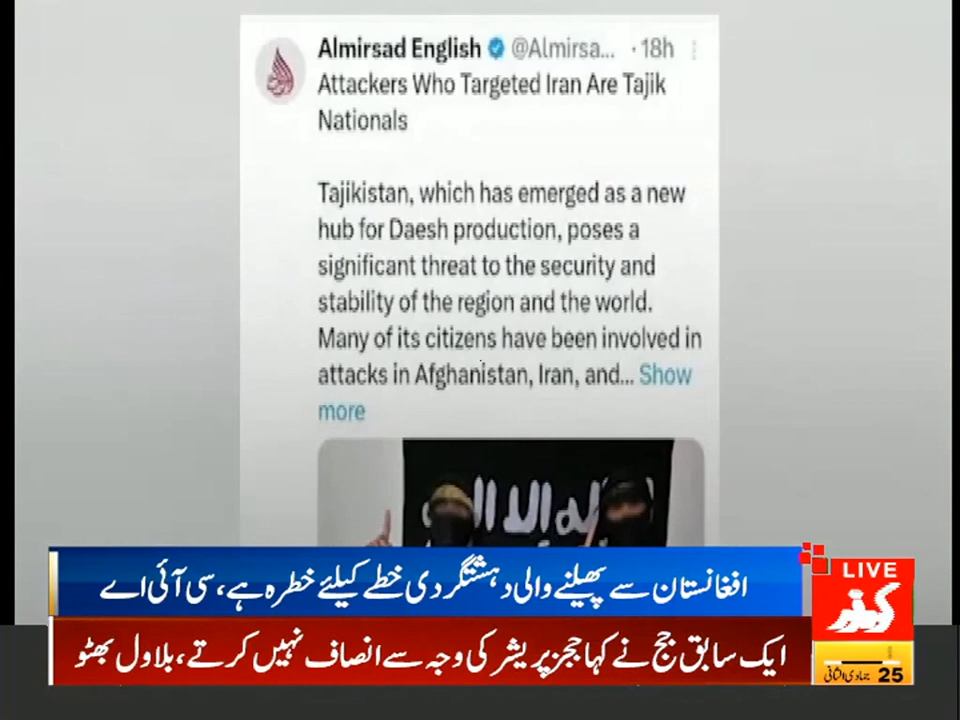 Almirsad English @Almirsa... · 18h
Attackers Who Targeted Iran Are Tajik
Nationals
Tajikistan, which has emerged as a new
hub for Daesh production, poses a
significant threat to the security and
stability of the region and the world.
Many of its citizens have been involved in
attacks in Afghanistan, Iran, and... Show
more
افغانستان سے پھیلنے والی دہشتگردی خطے کیلئے خطرہ ہے، سی آئی اے
LIVE
ایک سابق جج نے کہا ججز پریشر کی وجہ سے انصاف نہیں کرتے، بلاول بھٹو
25 جمادی الثانی